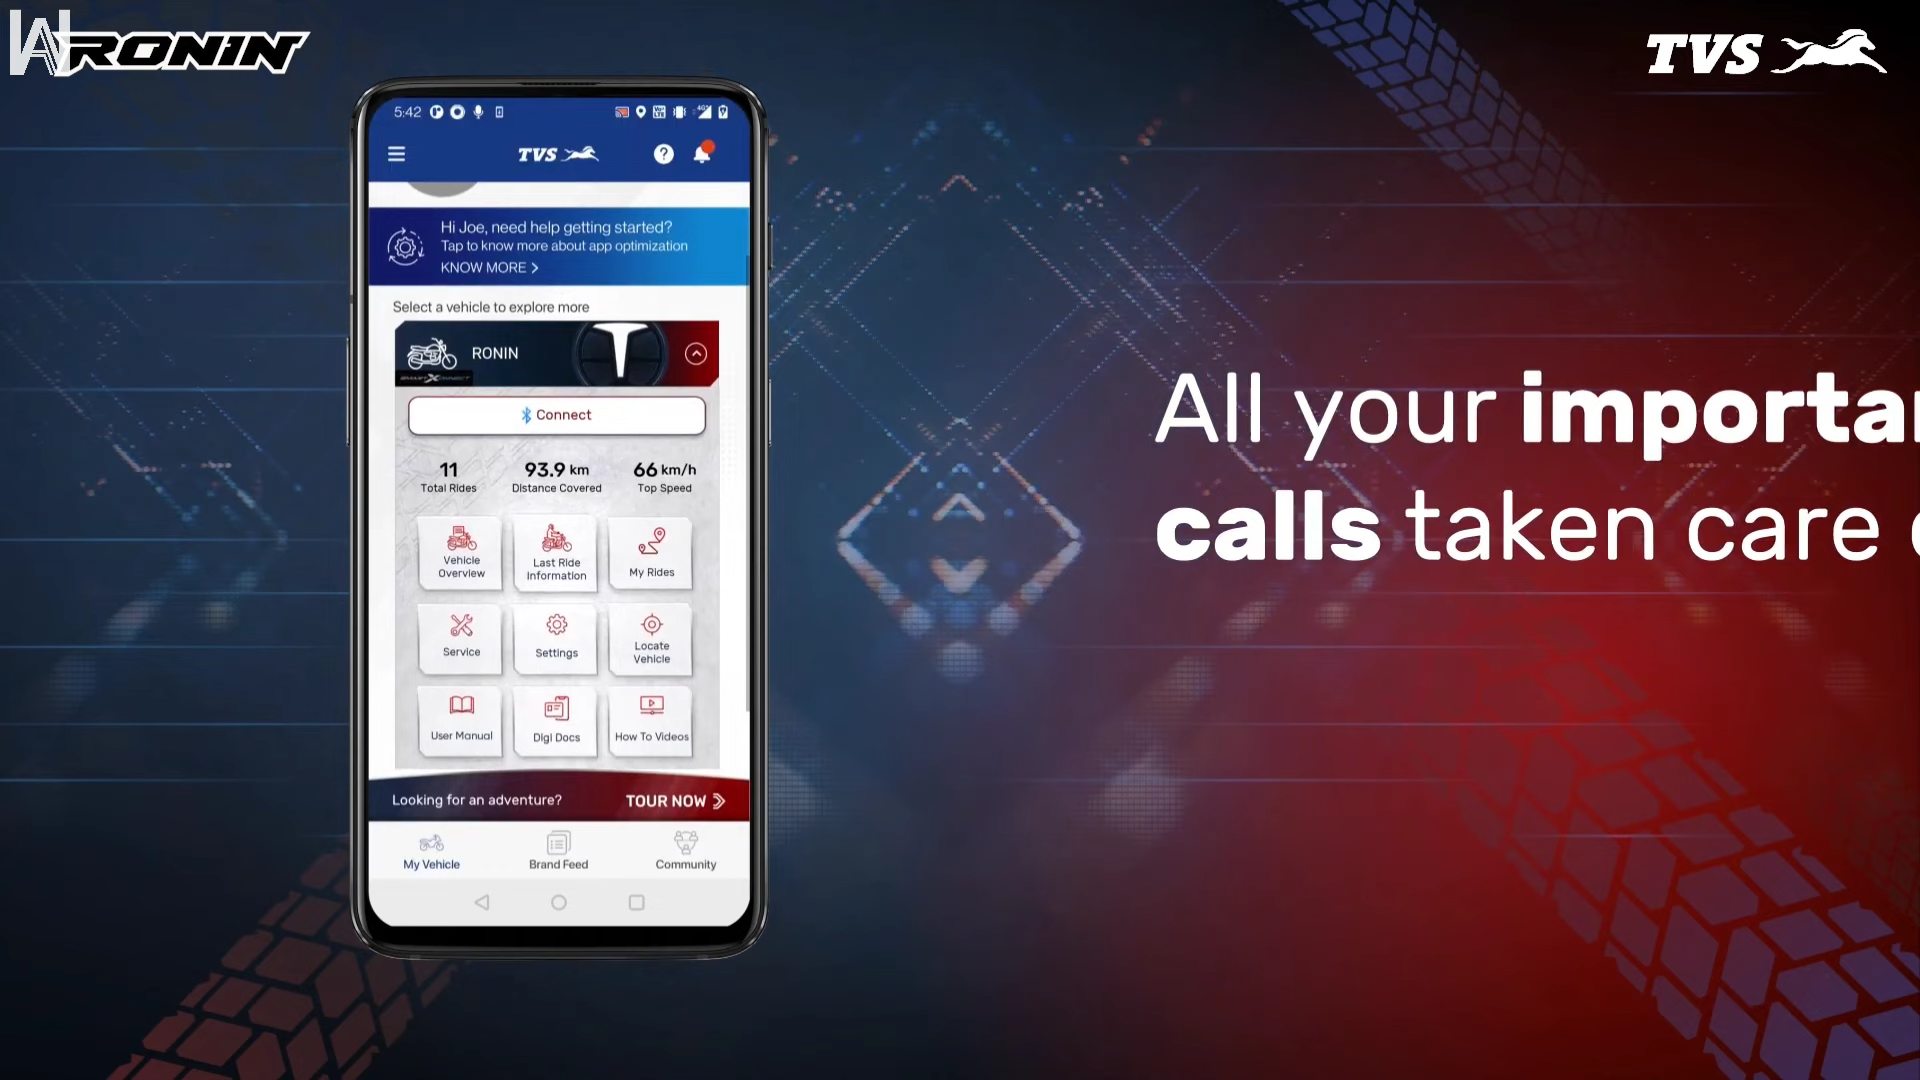 RONIN
TVS
5:42
TVS
Hi Joe, need help getting started?
Tap to know more about app optimization
KNOW MORE >
Select a vehicle to explore more
RONIN
Connect
11
Total Rides
93.9 km
Distance Covered
66 km/h
Top Speed
Vehicle
Overview
Last Ride
Information
My Rides
Service
Settings
Locate
Vehicle
User Manual
Digi Docs
How To Videos
Looking for an adventure?
TOUR NOW
My Vehicle
Brand Feed
Community
All your importa
calls taken care